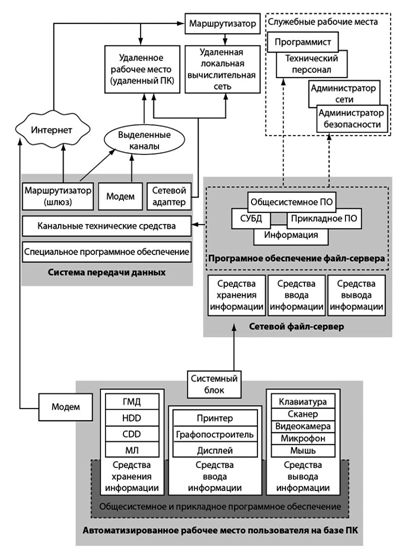 Маршрутизатор
Служебные рабочие места
Программист
Технический
персонал
Администратор
сети
Администратор
безопасности
Удаленное
рабочее место
(удаленный ПК)
Удаленная
локальная
вычислительная
сеть
Интернет
Выделенные
каналы
Маршрутизатор
(шлюз)
Модем
Сетевой
адаптер
Канальные технические средства
Специальное программное обеспечение
Система передачи данных
Общесистемное ПО
СУБД
Прикладное ПО
Информация
Програмное обеспечение файл-сервера
Средства
хранения
информации
Средства
ввода
информации
Средства
вывода
информации
Сетевой файл-сервер
Системный
блок
Модем
ГМД
HDD
CDD
МЛ
Средства
хранения
информации
Принтер
Графопостроитель
Дисплей
Средства
ввода
информации
Клавиатура
Сканер
Видеокамера
Микрофон
Мышь
Средства
вывода
информации
Общесистемное и прикладное программное обеспечение
Автоматизированное рабочее место пользователя на базе ПК